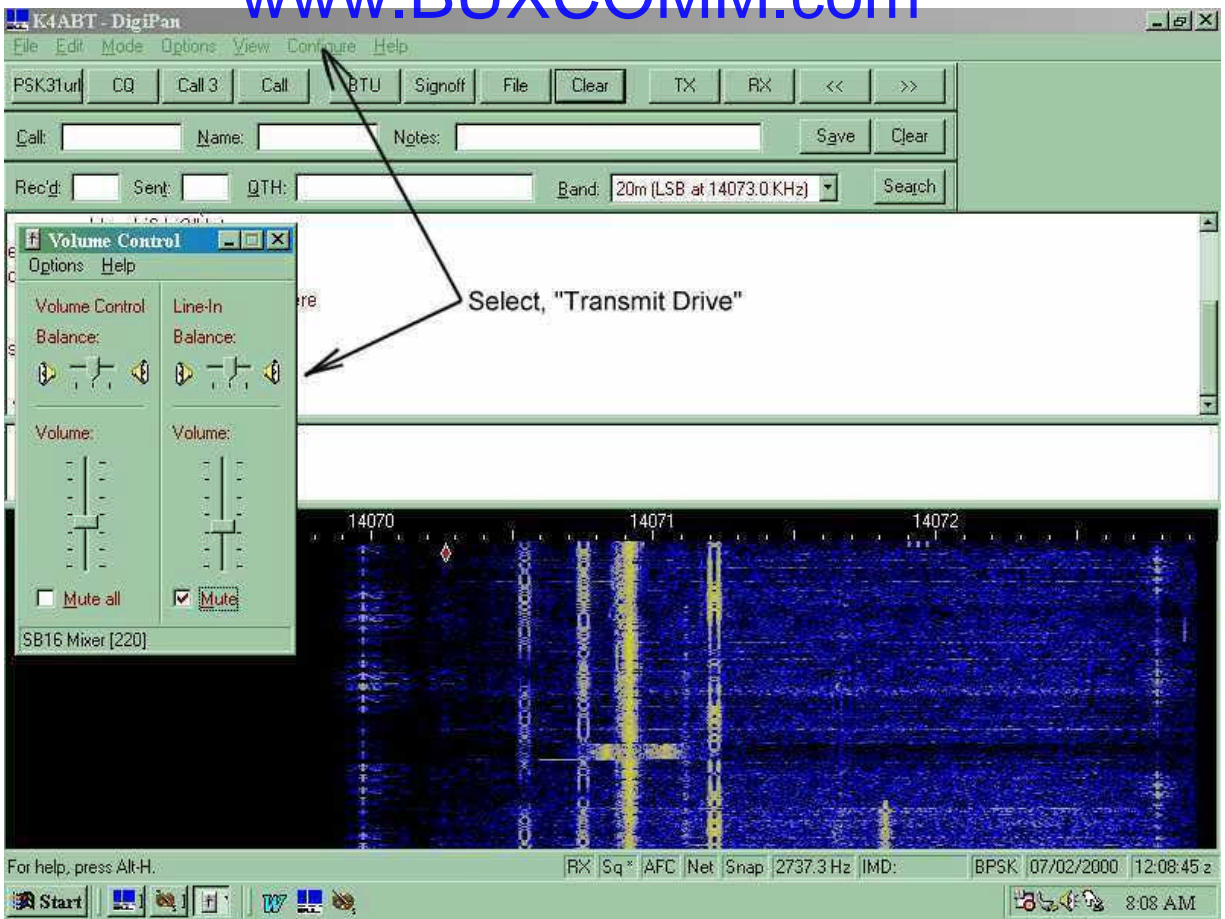 www.BUXCOMM.com
K4ABT - DigiPan
File Edit Mode Options View Configure Help
PSK31url CQ Call 3 Call BTU Signoff File Clear TX RX << >>
Call: Name: Notes: Save Clear
Rec'd: Sent: QTH: Band: 20m (LSB at 14073.0 KHz) Search
Volume Control
Options Help
Volume Control Line-In
Balance: Balance:
Select, "Transmit Drive"
Volume: Volume:
Mute all Mute
SB16 Mixer [220]
14070 14071 14072
For help, press Alt-H. RX Sq* AFC Net Snap 2737.3 Hz IMD: BPSK 07/02/2000 12:08:45 z
Start 8:08 AM